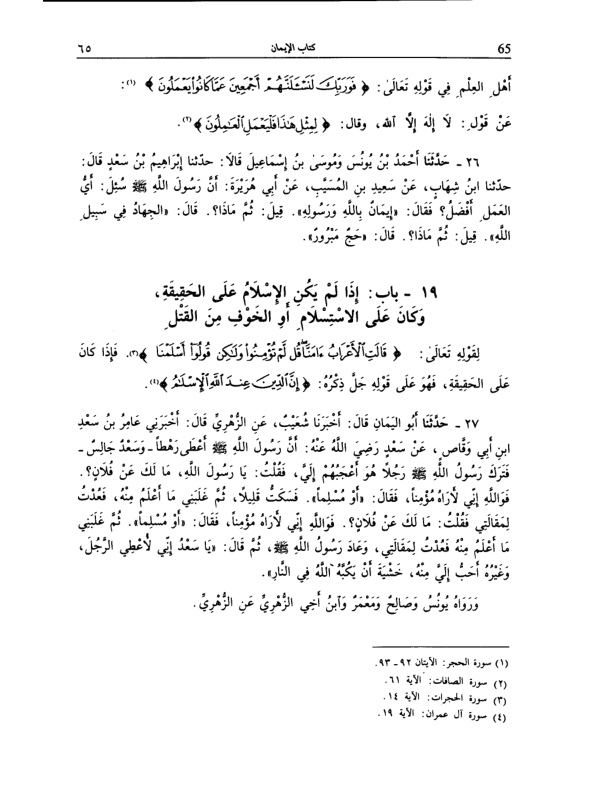 65 كتاب الإيمان ٦٥
أَهْلِ العِلْمِ فِي قَوْلِهِ تَعَالَىٰ: ﴿ فَوَرَبِّكَ لَنَسْـَٔلَنَّهُمْ أَجْمَعِينَ عَمَّا كَانُوا۟ يَعْمَلُونَ ﴾ (١):
عَنْ قَوْلِ: لَا إِلٰهَ إِلَّا الله، وقال: ﴿ لِمِثْلِ هَٰذَا فَلْيَعْمَلِ ٱلْعَٰمِلُونَ ﴾(٢).
٢٦ - حَدَّثَنَا أَحْمَدُ بْنُ يُونُسَ وَمُوسَىٰ بنُ إِسْمَاعِيلَ قَالَا: حدثنا إبْرَاهِيمُ بْنُ سَعْدٍ قَالَ:
حدثنا ابنُ شِهَابٍ، عَنْ سَعِيدِ بنِ المُسَيَّبِ، عَنْ أَبي هُرَيْرَةَ: أَنَّ رَسُولَ اللَّهِ ﷺ سُئِلَ: أَيُّ
العَمَلِ أَفْضَلُ؟ فَقَالَ: «إِيمَانٌ بِاللَّهِ وَرَسُولِهِ». قِيلَ: ثُمَّ مَاذَا؟. قَالَ: «الجِهَادُ فِي سَبِيلِ
اللَّهِ». قِيلَ: ثُمَّ مَاذَا؟. قَالَ: «حَجٌّ مَبْرُورٌ».
١٩ - باب: إِذَا لَمْ يَكُنِ الإِسْلَامُ عَلَى الحَقِيقَةِ،
وَكَانَ عَلَى الاسْتِسْلَامِ أَوِ الخَوْفِ مِنَ القَتْلِ
لِقَوْلِهِ تَعَالَىٰ: ﴿ قَالَتِ ٱلْأَعْرَابُ ءَامَنَّا قُل لَّمْ تُؤْمِنُوا۟ وَلَٰكِن قُولُوٓا۟ أَسْلَمْنَا ﴾(٣). فَإِذَا كَانَ
عَلَى الحَقِيقَةِ، فَهُوَ عَلَى قَوْلِهِ جَلَّ ذِكْرُهُ: ﴿ إِنَّ ٱلدِّينَ عِندَ ٱللَّهِ ٱلْإِسْلَٰمُ ﴾(٤).
٢٧ - حَدَّثَنَا أَبُو اليَمَانِ قَالَ: أَخْبَرَنَا شُعَيْبٌ، عَنِ الزُّهْرِيِّ قَالَ: أَخْبَرَنِي عَامِرُ بنُ سَعْدِ
ابنِ أَبِي وَقَّاصٍ، عَنْ سَعْدٍ رَضِيَ اللَّهُ عَنْهُ: أَنَّ رَسُولَ اللَّهِ ﷺ أَعْطَى رَهْطاً - وَسَعْدٌ جَالِسٌ -
فَتَرَكَ رَسُولُ اللَّهِ ﷺ رَجُلًا هُوَ أَعْجَبُهُمْ إِلَيَّ، فَقُلْتُ: يَا رَسُولَ اللَّهِ، مَا لَكَ عَنْ فُلَانٍ؟.
فَوَاللَّهِ إِنِّي لأَرَاهُ مُؤْمِناً، فَقَالَ: «أَوْ مُسْلِماً». فَسَكَتُّ قَلِيلًا، ثُمَّ غَلَبَنِي مَا أَعْلَمُ مِنْهُ، فَعُدْتُ
لِمَقَالَتِي فَقُلْتُ: مَا لَكَ عَنْ فُلَانٍ؟. فَوَاللَّهِ إِنِّي لأَرَاهُ مُؤْمِناً، فَقَالَ: «أَوْ مُسْلِماً». ثُمَّ غَلَبَنِي
مَا أَعْلَمُ مِنْهُ فَعُدْتُ لِمَقَالَتِي، وَعَادَ رَسُولُ اللَّهِ ﷺ، ثُمَّ قَالَ: «يَا سَعْدُ إِنِّي لأُعْطِي الرَّجُلَ،
وَغَيْرُهُ أَحَبُّ إِلَيَّ مِنْهُ، خَشْيَةَ أَنْ يَكُبَّهُ اللَّهُ فِي النَّارِ».
وَرَوَاهُ يُونُسُ وَصَالِحٌ وَمَعْمَرٌ وَابنُ أَخِي الزُّهْرِيِّ عَنِ الزُّهْرِيِّ.
(١) سورة الحجر: الآيتان ٩٢ - ٩٣.
(٢) سورة الصافات: الآية ٦١.
(٣) سورة الحجرات: الآية ١٤.
(٤) سورة آل عمران: الآية ١٩.